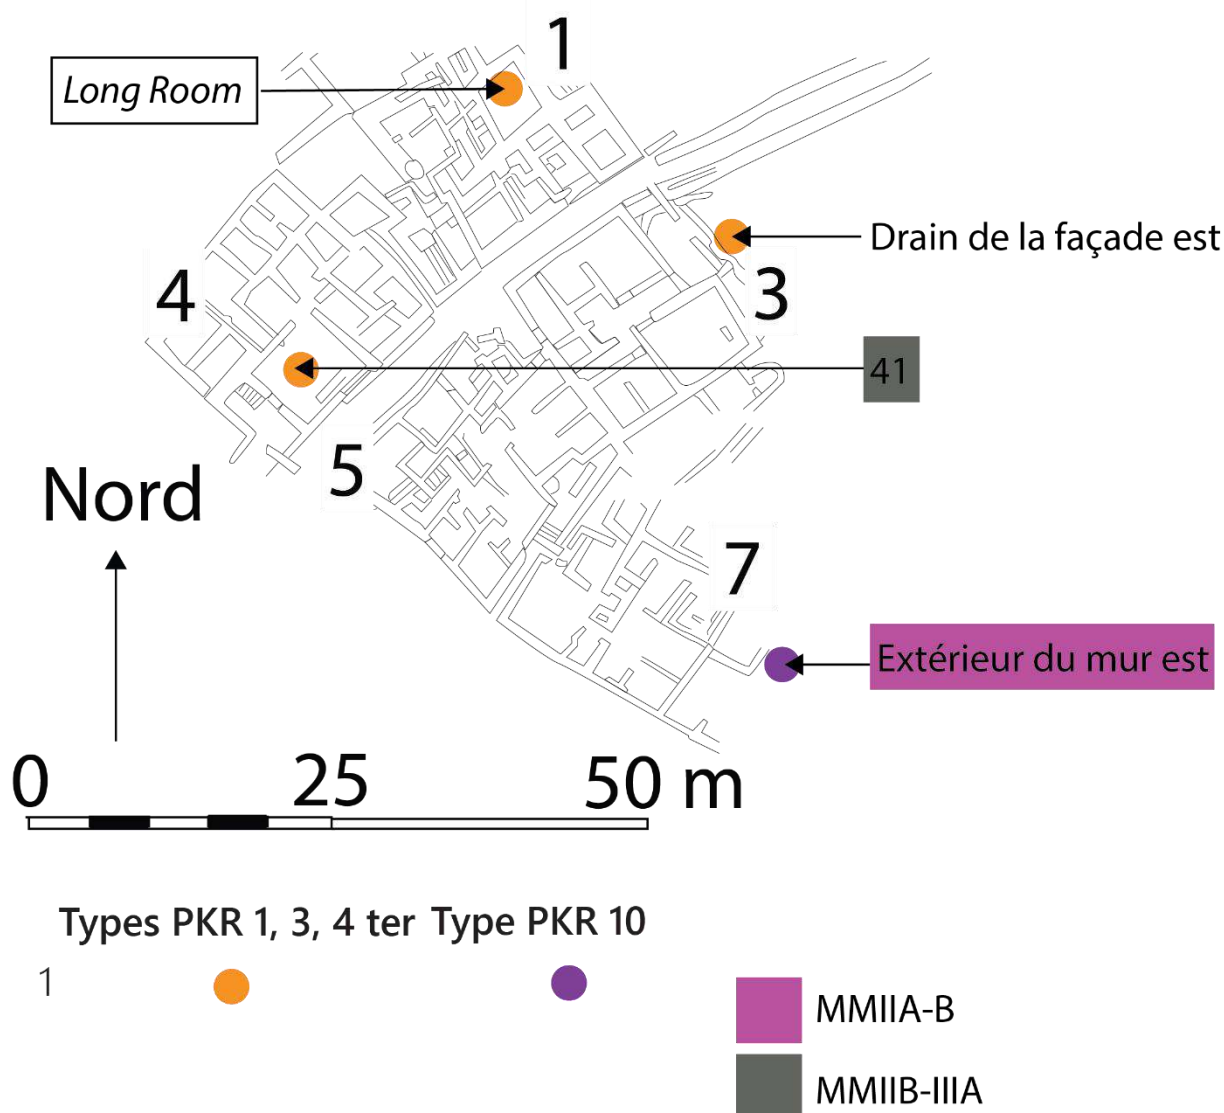 1
Long Room
Drain de la façade est
3
4
41
5
Nord
7
Extérieur du mur est
0 25 50 m
Types PKR 1, 3, 4 ter Type PKR 10
1
MMIIA-B
MMIIB-IIIA